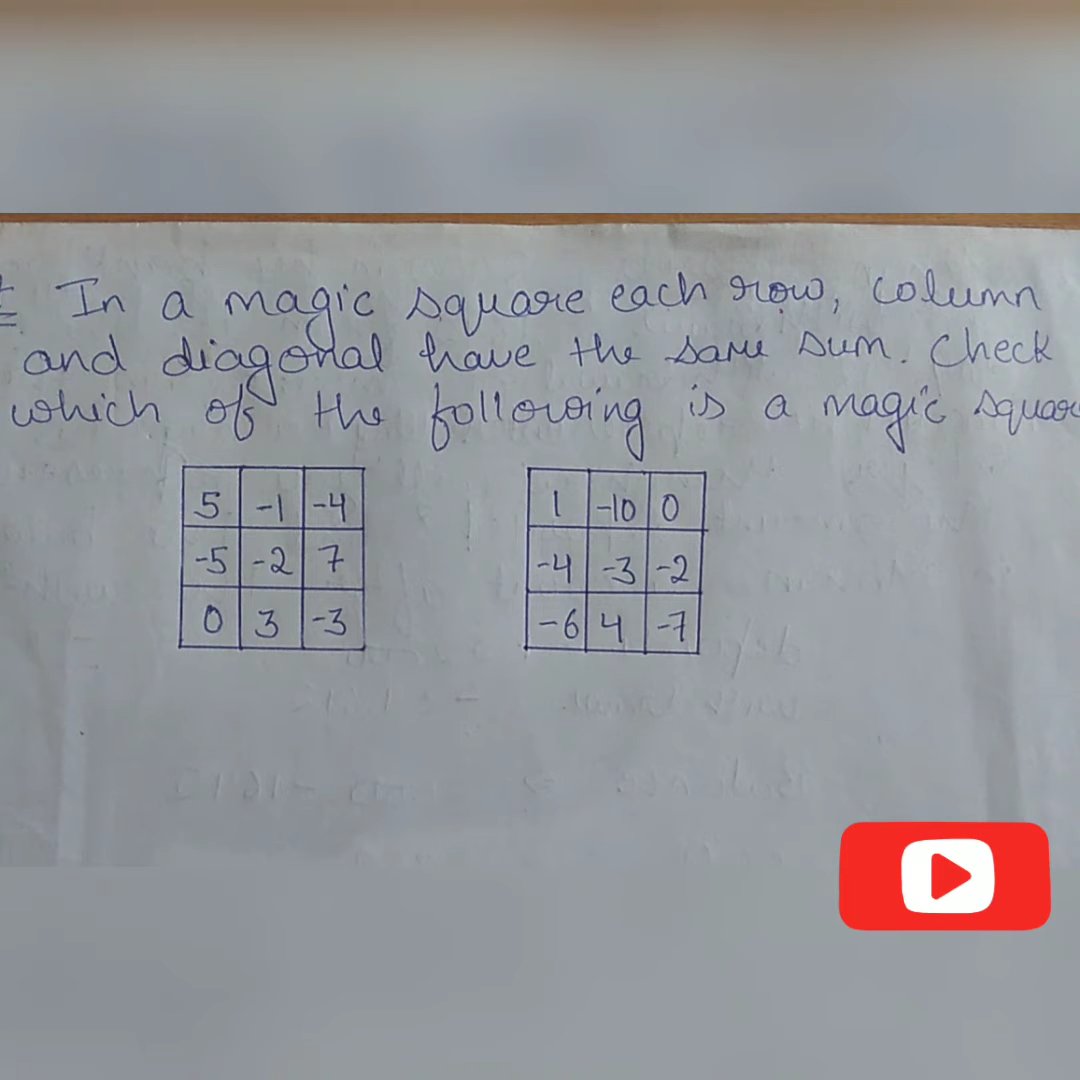 In a magic square each row, column
and diagonal have the same sum. Check
which of the following is a magic
5 -1 -4
-5 -2 7
0 3 -3
1 -10 0
-4 -3 -2
-6 4 -7